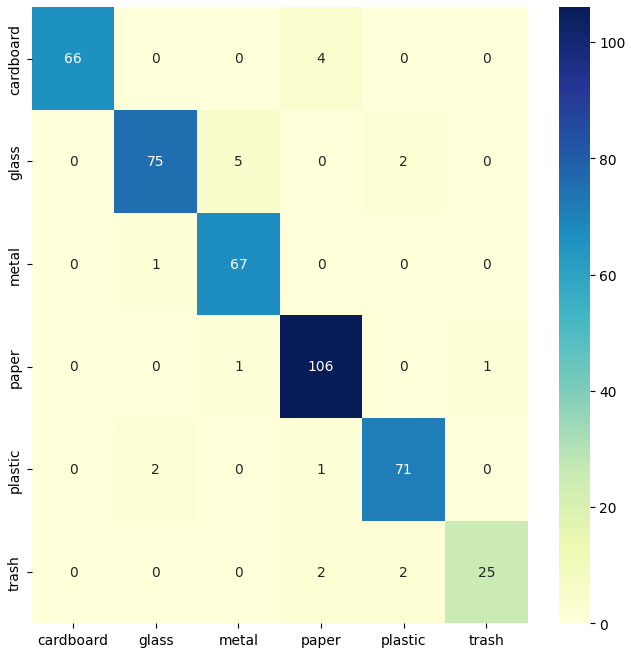 cardboard 66 0 0 4 0 0
glass 0 75 5 0 2 0
metal 0 1 67 0 0 0
paper 0 0 1 106 0 1
plastic 0 2 0 1 71 0
trash 0 0 0 2 2 25
cardboard glass metal paper plastic trash
100
80
60
40
20
0